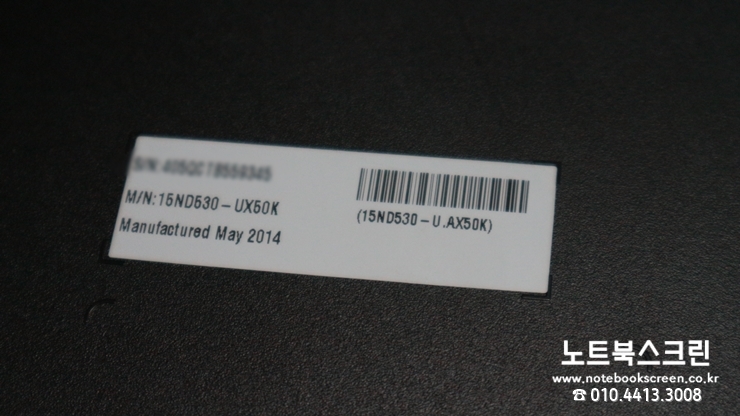 M/N:15ND530-UX50K
Manufactured May 2014
(15ND530-U.AX50K)
노트북스크린
www.notebookscreen.co.kr
☎ 010.4413.3008